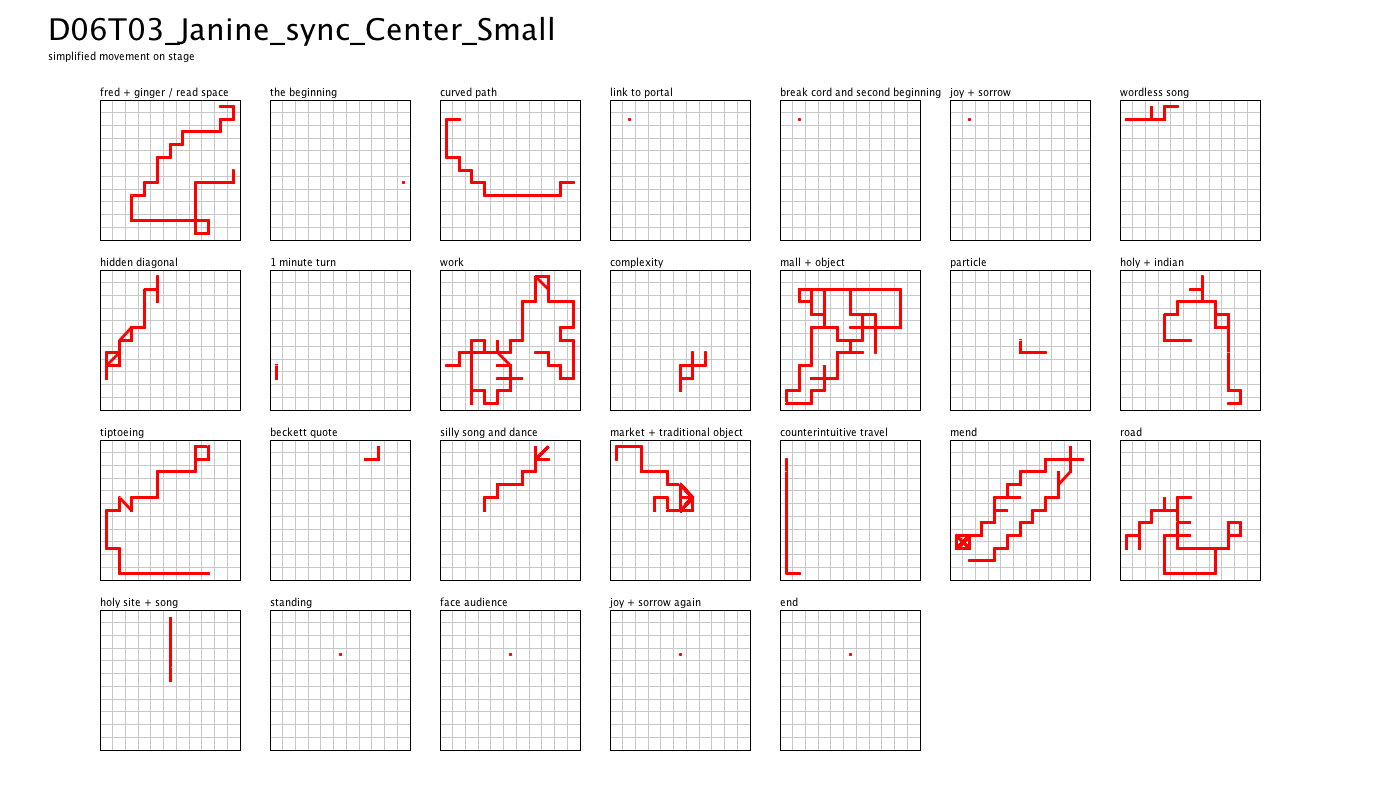 D06T03_Janine_sync_Center_Small
simplified movement on stage
fred + ginger / read space
the beginning
curved path
link to portal
break cord and second beginning
joy + sorrow
wordless song
hidden diagonal
1 minute turn
work
complexity
mall + object
particle
holy + indian
tiptoeing
beckett quote
silly song and dance
market + traditional object
counterintuitive travel
mend
road
holy site + song
standing
face audience
joy + sorrow again
end